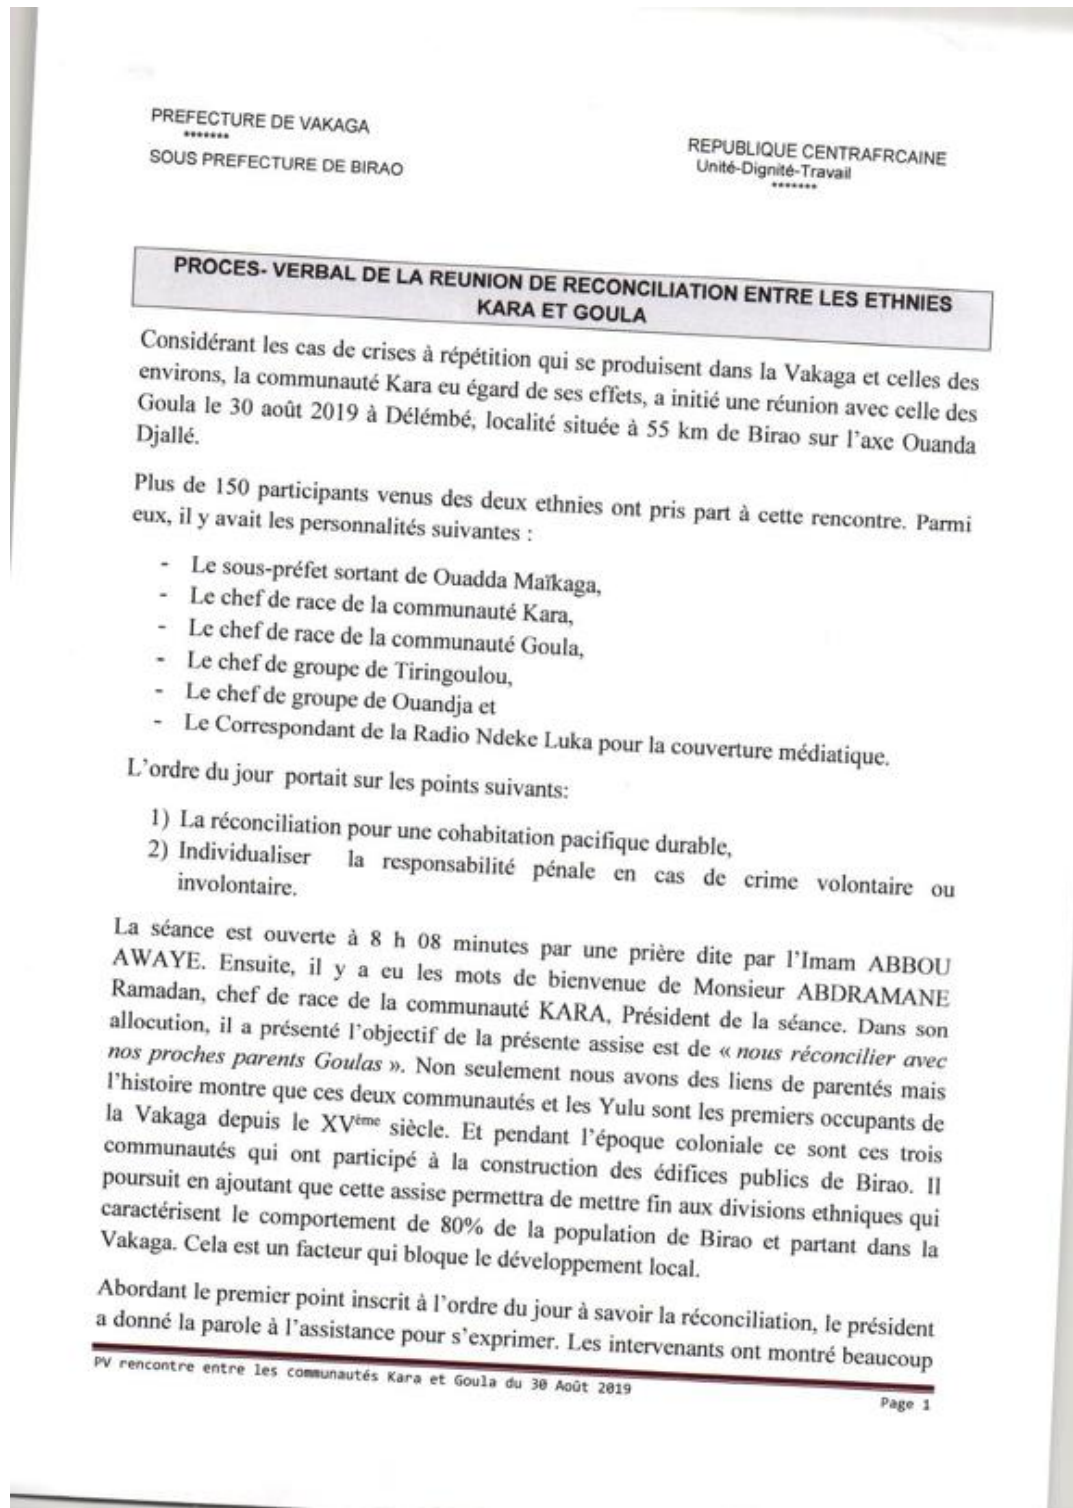 PREFECTURE DE VAKAGA
*******
SOUS PREFECTURE DE BIRAO
REPUBLIQUE CENTRAFRCAINE
Unité-Dignité-Travail
*******
PROCES- VERBAL DE LA REUNION DE RECONCILIATION ENTRE LES ETHNIES
KARA ET GOULA
Considérant les cas de crises à répétition qui se produisent dans la Vakaga et celles des
environs, la communauté Kara eu égard de ses effets, a initié une réunion avec celle des
Goula le 30 août 2019 à Délémbé, localité située à 55 km de Birao sur l'axe Ouanda
Djallé.
Plus de 150 participants venus des deux ethnies ont pris part à cette rencontre. Parmi
eux, il y avait les personnalités suivantes :
- Le sous-préfet sortant de Ouadda Maïkaga,
- Le chef de race de la communauté Kara,
- Le chef de race de la communauté Goula,
- Le chef de groupe de Tiringoulou,
- Le chef de groupe de Ouandja et
- Le Correspondant de la Radio Ndeke Luka pour la couverture médiatique.
L'ordre du jour portait sur les points suivants:
1) La réconciliation pour une cohabitation pacifique durable,
2) Individualiser la responsabilité pénale en cas de crime volontaire ou
involontaire.
La séance est ouverte à 8 h 08 minutes par une prière dite par l'Imam ABBOU
AWAYE. Ensuite, il y a eu les mots de bienvenue de Monsieur ABDRAMANE
Ramadan, chef de race de la communauté KARA, Président de la séance. Dans son
allocution, il a présenté l'objectif de la présente assise est de « nous réconcilier avec
nos proches parents Goulas ». Non seulement nous avons des liens de parentés mais
l'histoire montre que ces deux communautés et les Yulu sont les premiers occupants de
la Vakaga depuis le XVème siècle. Et pendant l'époque coloniale ce sont ces trois
communautés qui ont participé à la construction des édifices publics de Birao. Il
poursuit en ajoutant que cette assise permettra de mettre fin aux divisions ethniques qui
caractérisent le comportement de 80% de la population de Birao et partant dans la
Vakaga. Cela est un facteur qui bloque le développement local.
Abordant le premier point inscrit à l'ordre du jour à savoir la réconciliation, le président
a donné la parole à l'assistance pour s'exprimer. Les intervenants ont montré beaucoup
PV rencontre entre les communautés Kara et Goula du 30 Août 2019
Page 1